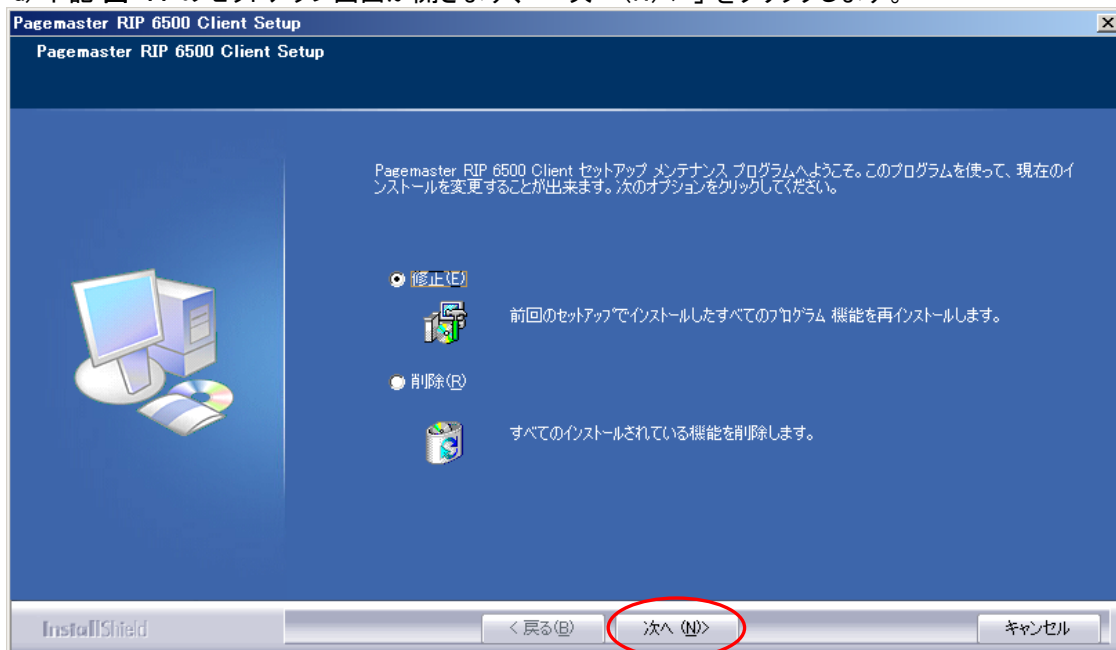 Pagemaster RIP 6500 Client Setup
Pagemaster RIP 6500 Client Setup
Pagemaster RIP 6500 Client セットアップ メンテナンス プログラムへようこそ。このプログラムを使って、現在のイ
ンストールを変更することが出来ます。次のオプションをクリックしてください。
修正(E)
前回のセットアップでインストールしたすべてのプログラム 機能を再インストールします。
削除(R)
すべてのインストールされている機能を削除します。
InstallShield
< 戻る(B)
次へ (N)>
キャンセル